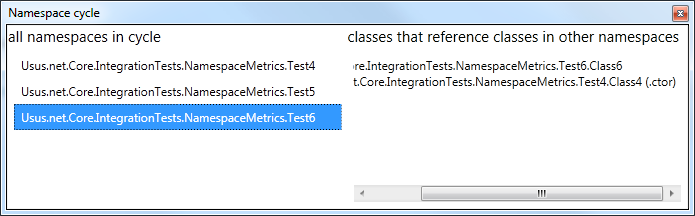 Namespace cycle
all namespaces in cycle
classes that reference classes in other namespaces
Usus.net.Core.IntegrationTests.NamespaceMetrics.Test4
Usus.net.Core.IntegrationTests.NamespaceMetrics.Test5
Usus.net.Core.IntegrationTests.NamespaceMetrics.Test6
re.IntegrationTests.NamespaceMetrics.Test6.Class6
t.Core.IntegrationTests.NamespaceMetrics.Test4.Class4 (.ctor)